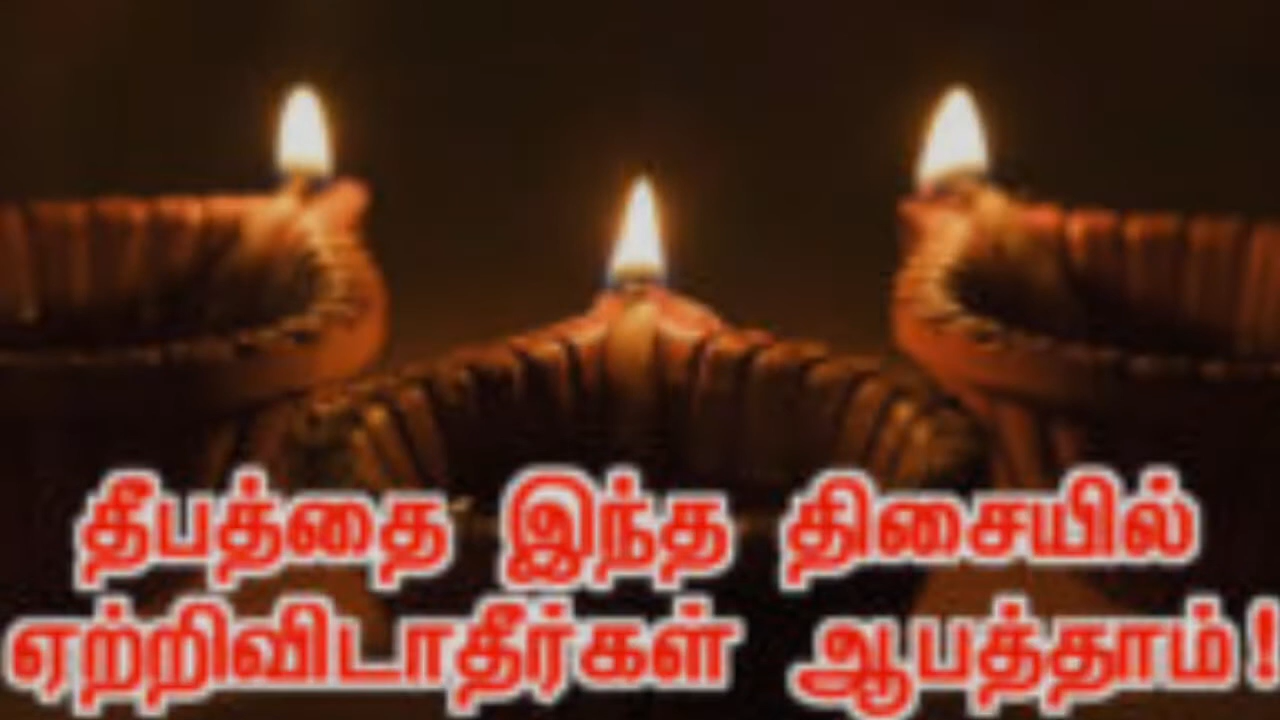 தீபத்தை இந்த திசையில்
ஏற்றிவிடாதீர்கள் ஆபத்தாம்!